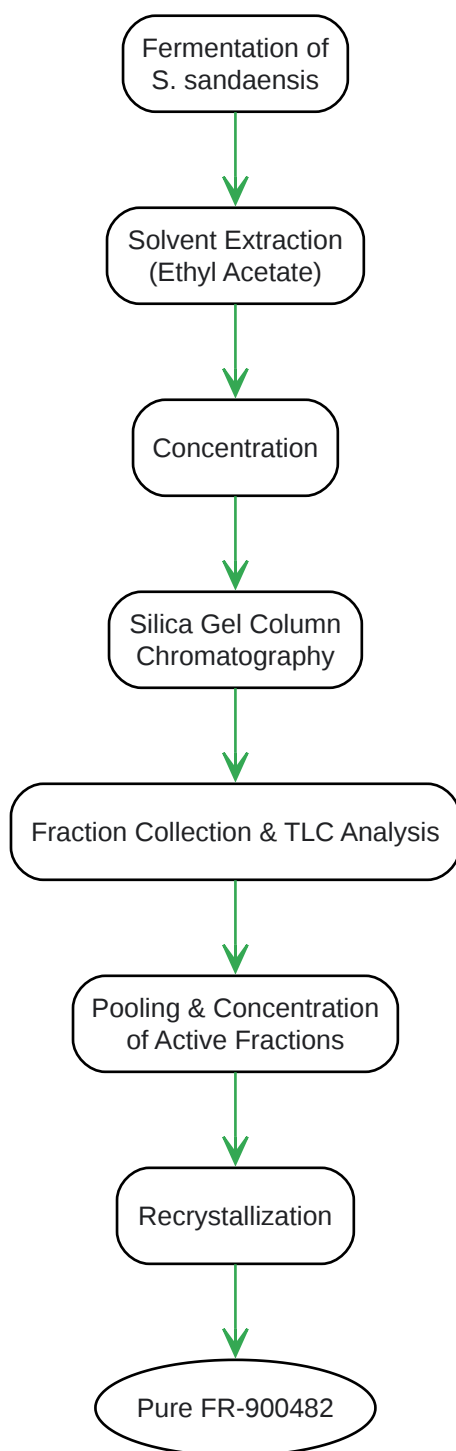 Fermentation of
S. sandaensis
Solvent Extraction
(Ethyl Acetate)
Concentration
Silica Gel Column
Chromatography
Fraction Collection & TLC Analysis
Pooling & Concentration
of Active Fractions
Recrystallization
Pure FR-900482